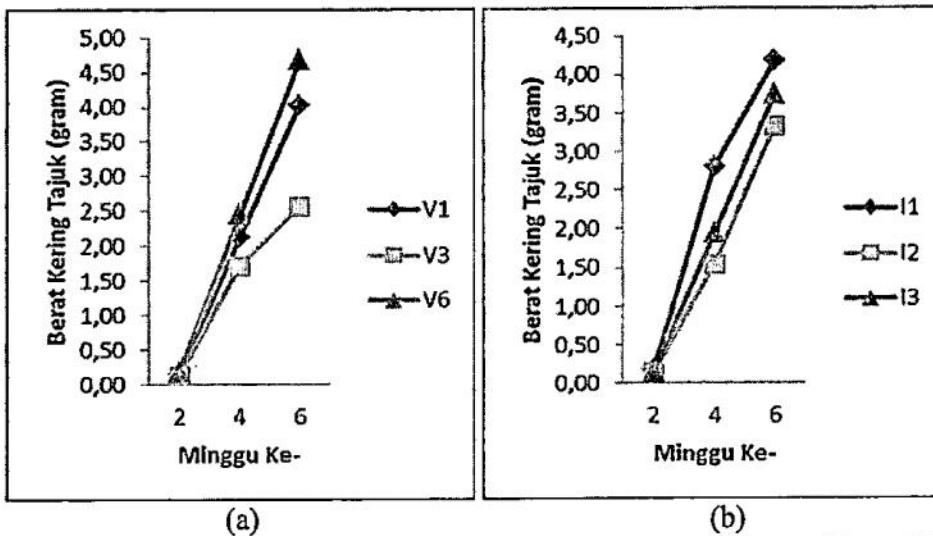 5,00
4,50
4,00
3,50
3,00
2,50
2,00
1,50
1,00
0,50
0,00
Berat Kering Tajuk (gram)
2 4 6
Minggu Ke-
V1
V3
V6
(a)
4,50
4,00
3,50
3,00
2,50
2,00
1,50
1,00
0,50
0,00
Berat Kering Tajuk (gram)
2 4 6
Minggu Ke-
I1
I2
I3
(b)